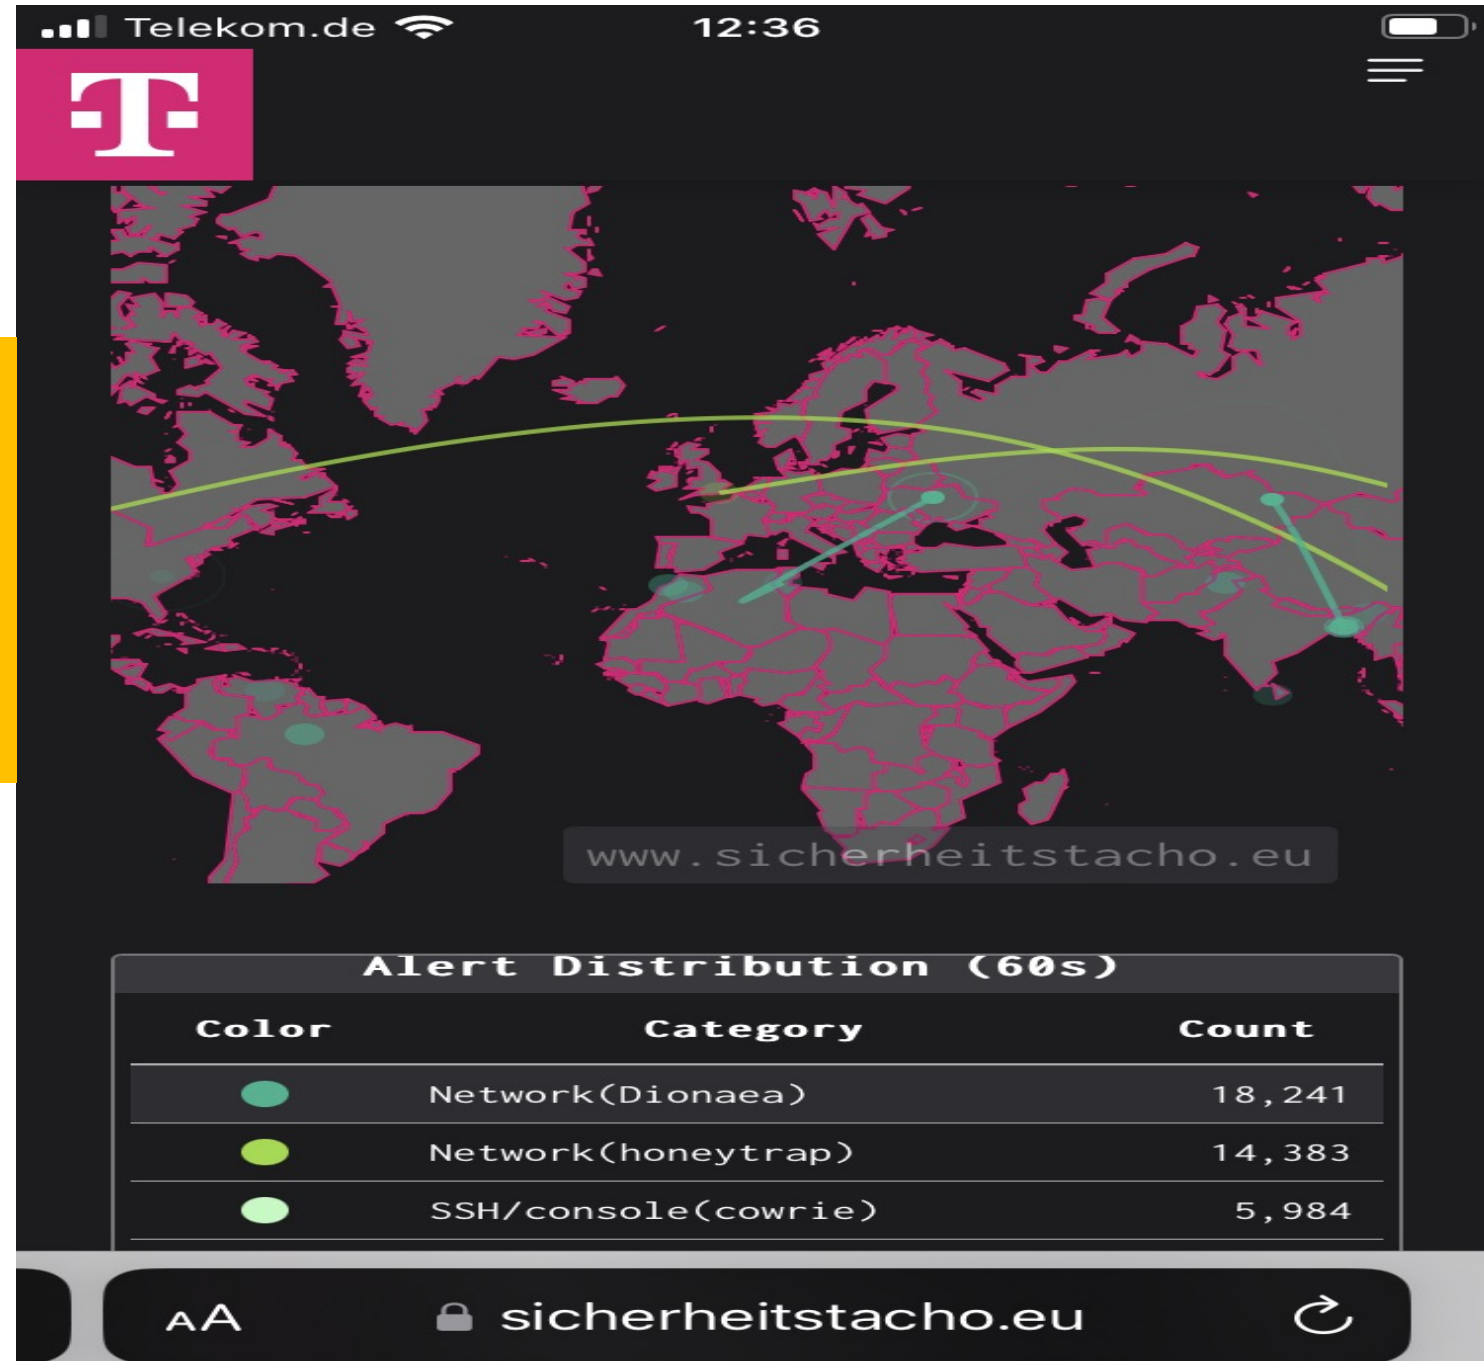 Telekom.de 12:36
T
www.sicherheitstacho.eu
Alert Distribution (60s)
Color Category Count
Network(Dionaea) 18,241
Network(honeytrap) 14,383
SSH/console(cowrie) 5,984
AA sicherheitstacho.eu